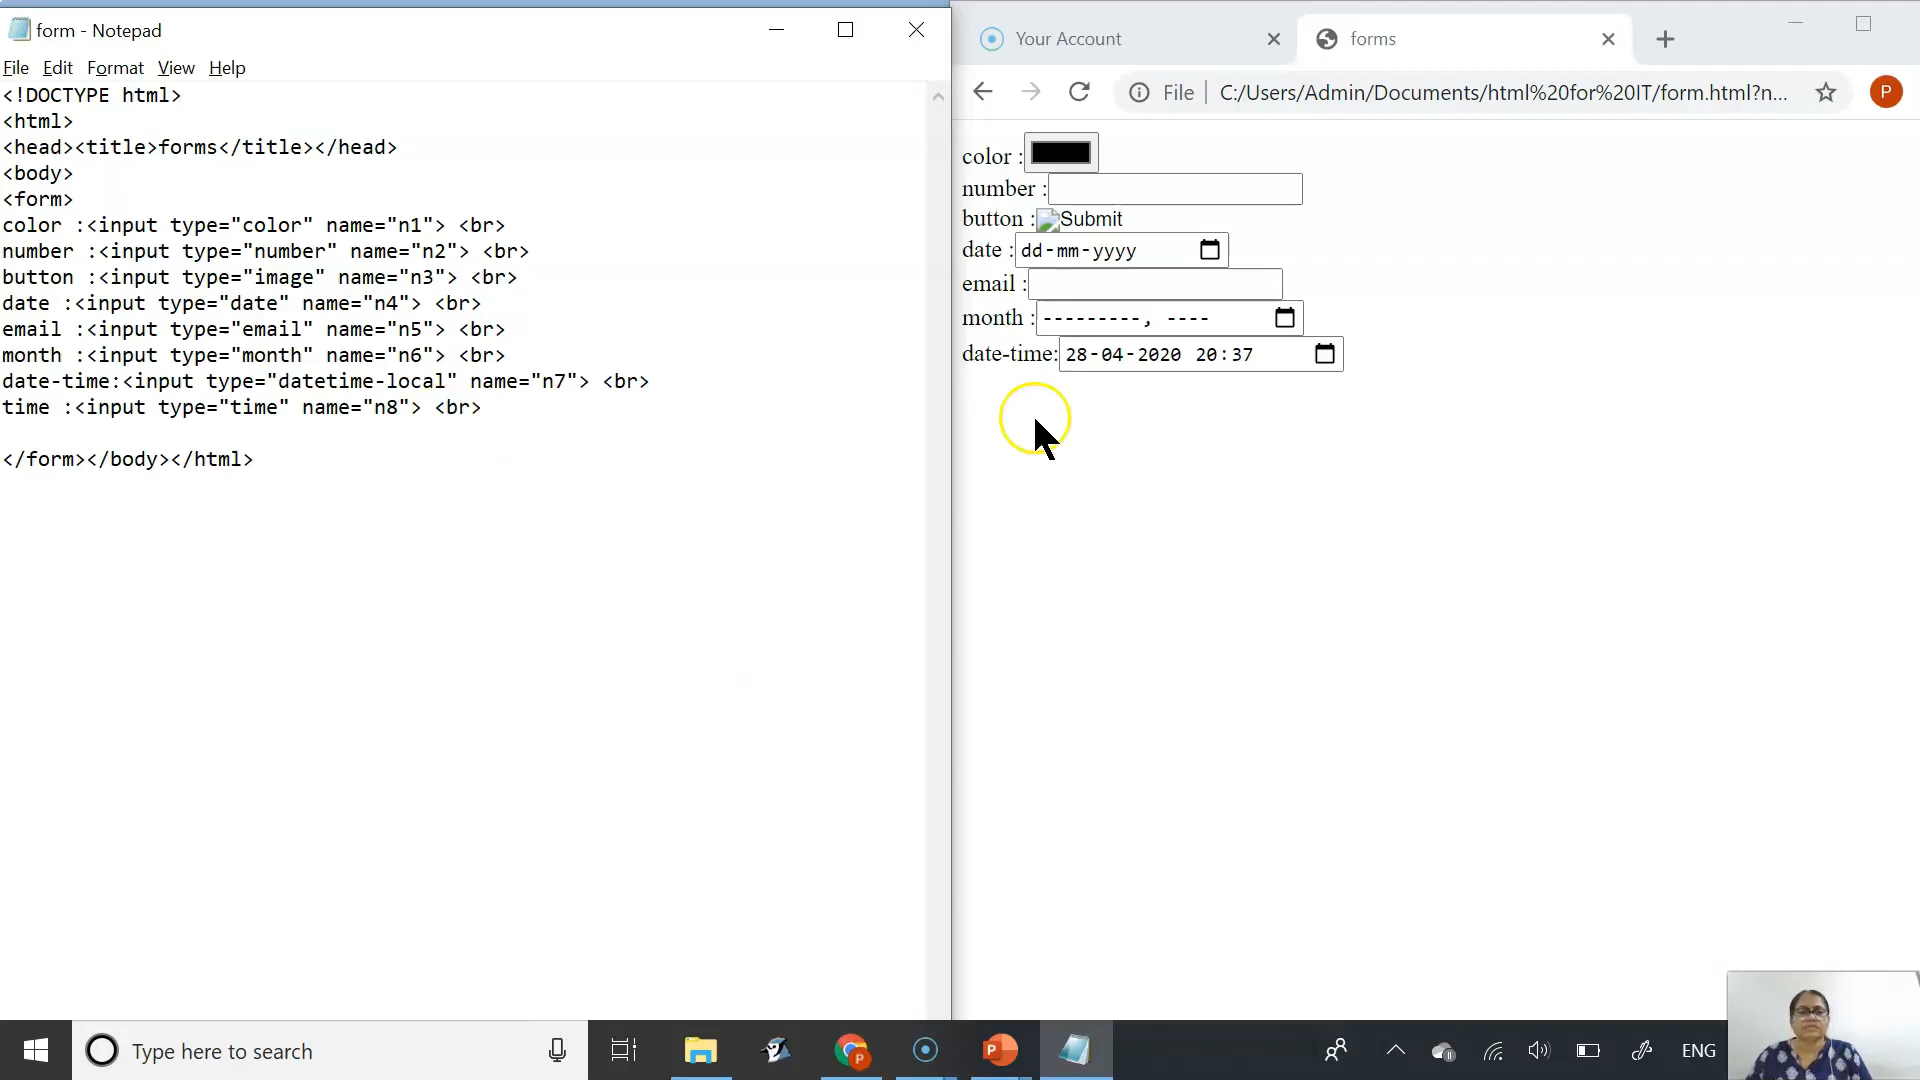 form - Notepad
File Edit Format View Help
<!DOCTYPE html>
<html>
<head><title>forms</title></head>
<body>
<form>
color :<input type="color" name="n1"> <br>
number :<input type="number" name="n2"> <br>
button :<input type="image" name="n3"> <br>
date :<input type="date" name="n4"> <br>
email :<input type="email" name="n5"> <br>
month :<input type="month" name="n6"> <br>
date-time:<input type="datetime-local" name="n7"> <br>
time :<input type="time" name="n8"> <br>
</form></body></html>
Your Account
forms
File C:/Users/Admin/Documents/html%20for%20IT/form.html?n...
P
color :
number :
button : Submit
date : dd-mm-yyyy
email :
month : ---------, ----
date-time: 28-04-2020 20:37
Type here to search
P
P
ENG